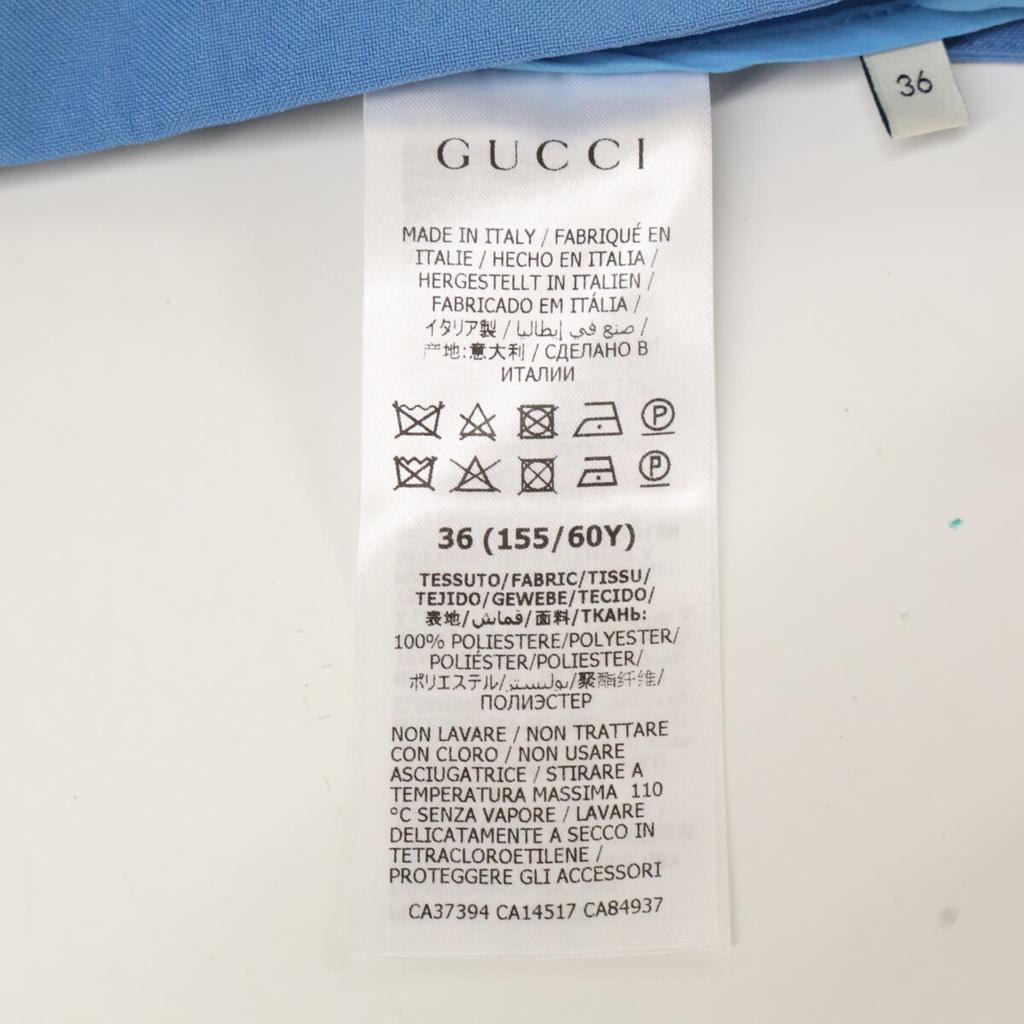 36
GUCCI
MADE IN ITALY / FABRIQUÉ EN
ITALIE / HECHO EN ITALIA /
HERGESTELLT IN ITALIEN /
FABRICADO EM ITÁLIA /
イタリア製 / صنع في إيطاليا /
产地:意大利 / СДЕЛАНО В
ИТАЛИИ
P
P
36 (155/60Y)
TESSUTO/FABRIC/TISSU/
TEJIDO/GEWEBE/TECIDO/
表地/قماش/面料/ТКАНЬ:
100% POLIESTERE/POLYESTER/
POLIÉSTER/POLIESTER/
ポリエステル/بوليستر/聚酯纤维/
ПОЛИЭСТЕР
NON LAVARE / NON TRATTARE
CON CLORO / NON USARE
ASCIUGATRICE / STIRARE A
TEMPERATURA MASSIMA 110
°C SENZA VAPORE / LAVARE
DELICATAMENTE A SECCO IN
TETRACLOROETILENE /
PROTEGGERE GLI ACCESSORI
CA37394 CA14517 CA84937